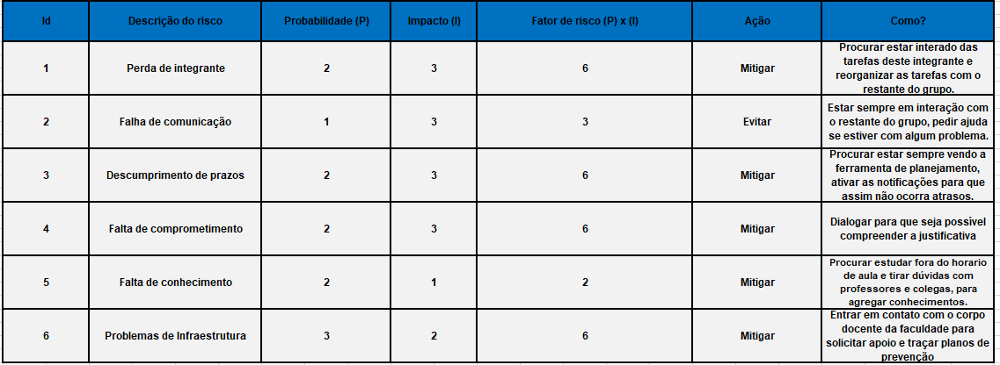 Id Descrição do risco Probabilidade (P) Impacto (I) Fator de risco (P) x (I) Ação Como?
1 Perda de integrante 2 3 6 Mitigar Procurar estar interado das
tarefas deste integrante e
reorganizar as tarefas com o
restante do grupo.
2 Falha de comunicação 1 3 3 Evitar Estar sempre em interação com
o restante do grupo, pedir ajuda
se estiver com algum problema.
3 Descumprimento de prazos 2 3 6 Mitigar Procurar estar sempre vendo a
ferramenta de planejamento,
ativar as notificações para que
assim não ocorra atrasos.
4 Falta de comprometimento 2 3 6 Mitigar Dialogar para que seja possível
compreender a justificativa
5 Falta de conhecimento 2 1 2 Mitigar Procurar estudar fora do horario
de aula e tirar dúvidas com
professores e colegas, para
agregar conhecimentos.
6 Problemas de Infraestrutura 3 2 6 Mitigar Entrar em contato com o corpo
docente da faculdade para
solicitar apoio e traçar planos de
prevenção